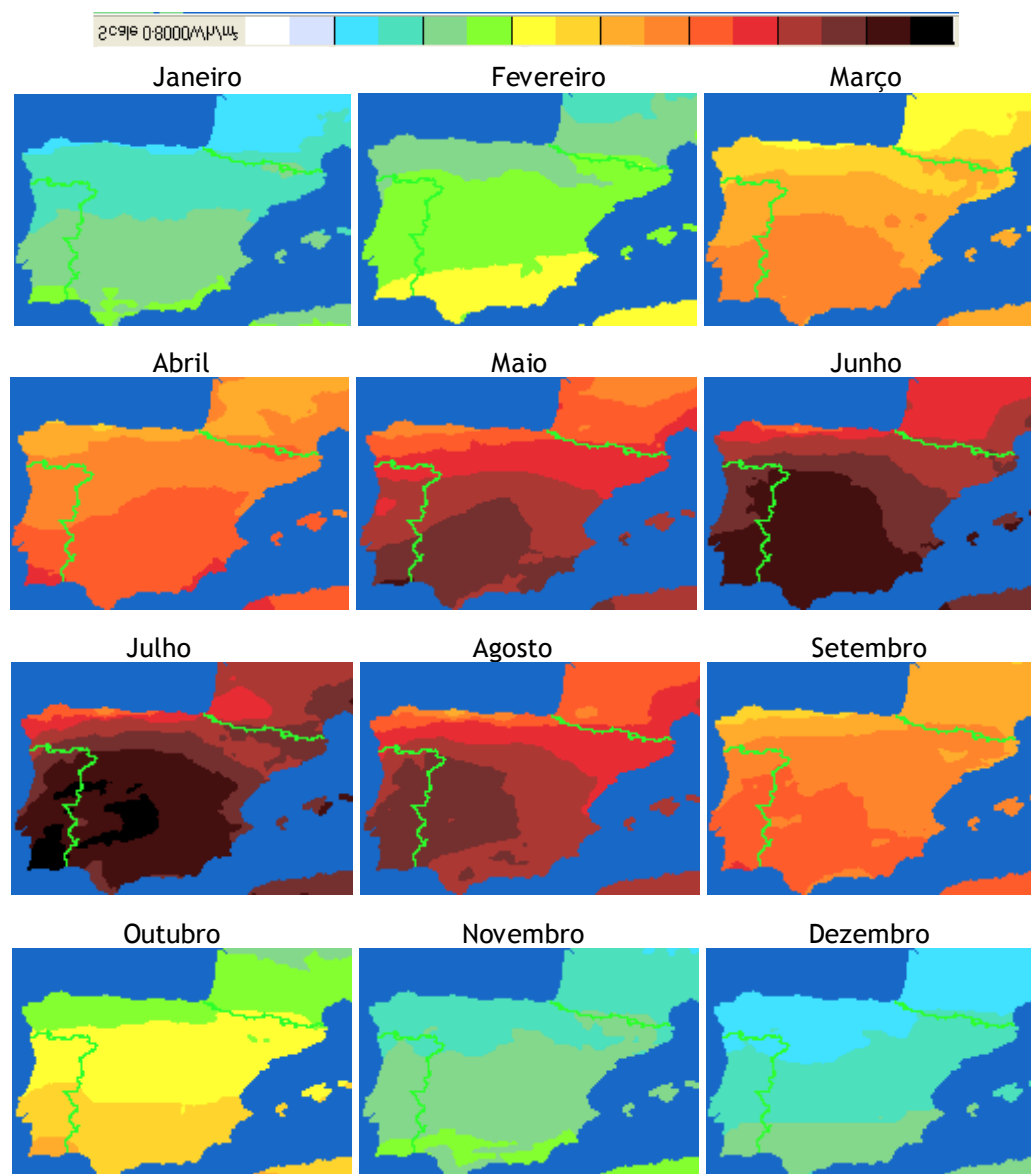 Scale 0-8000Wh/m²
Janeiro Fevereiro Março
Abril Maio Junho
Julho Agosto Setembro
Outubro Novembro Dezembro